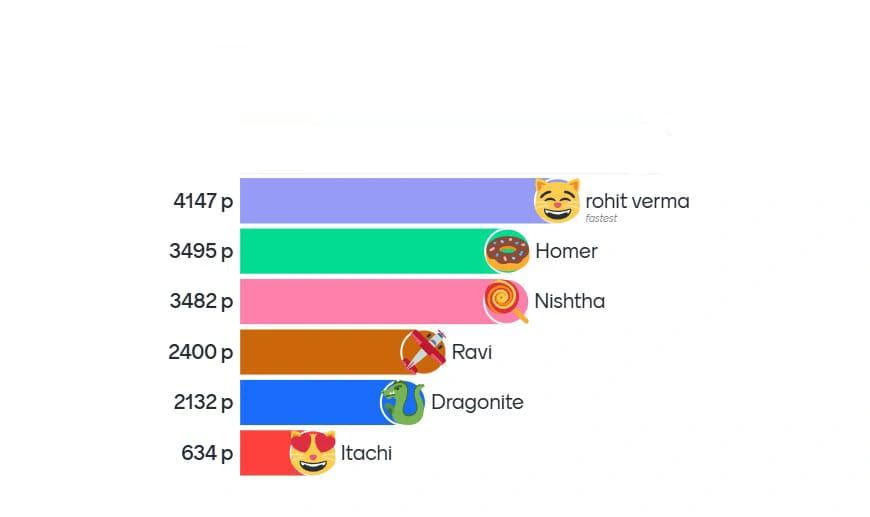 4147 p rohit verma
fastest
3495 p Homer
3482 p Nishtha
2400 p Ravi
2132 p Dragonite
634 p Itachi